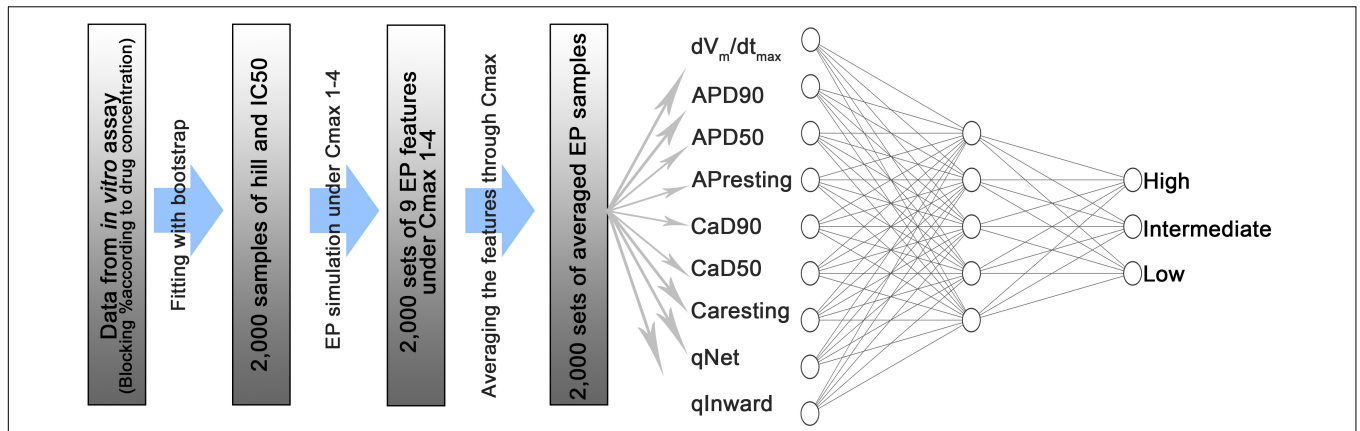 Data from in vitro assay
(Blocking %according to drug concentration)
Fitting with bootstrap
2,000 samples of hill and IC50
EP simulation under Cmax 1-4
2,000 sets of 9 EP features
under Cmax 1-4
Averaging the features through Cmax
2,000 sets of averaged EP samples
dVm/dtmax
APD90
APD50
APresting
CaD90
CaD50
Caresting
qNet
qInward
High
Intermediate
Low